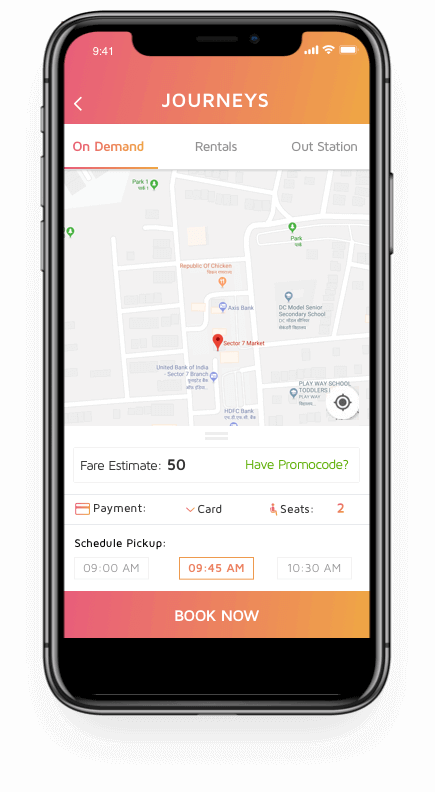 9:41
JOURNEYS
On Demand Rentals Out Station
Park 1
Park
Republic Of Chicken
Axis Bank
DC Model Senior
Secondary School
Sector 7 Market
United Bank of India
- Sector 7 Branch
PLAY WAY SCHOOL
TODDLERS
PLAY WAY
HDFC Bank
Fare Estimate: 50 Have Promocode?
Payment: Card Seats: 2
Schedule Pickup:
09:00 AM 09:45 AM 10:30 AM
BOOK NOW